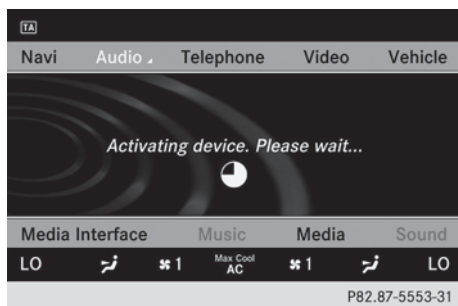 TA
Navi Audio Telephone Video Vehicle
Activating device. Please wait...
Media Interface Music Media Sound
LO 1 Max Cool AC 1 LO
P82.87-5553-31